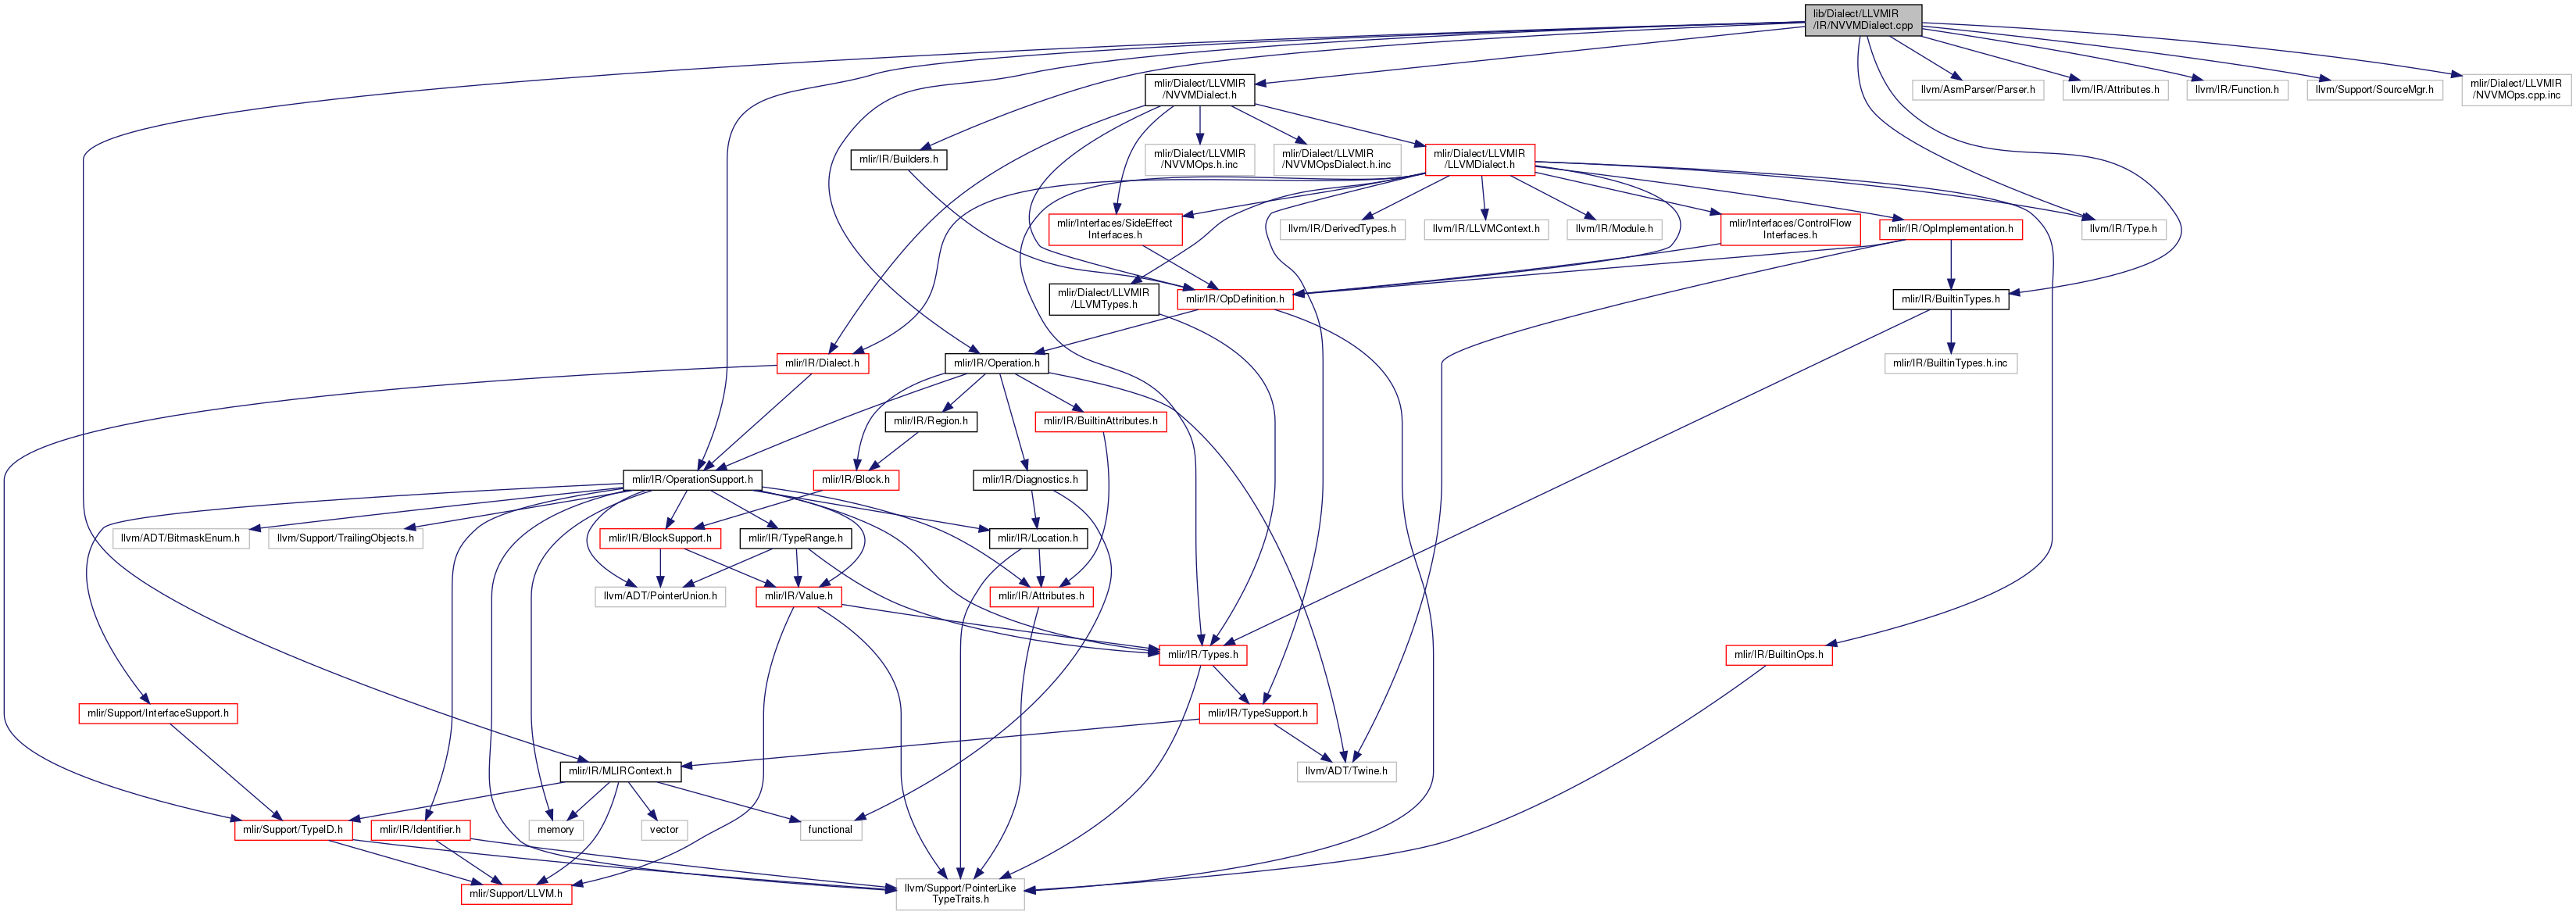 lib/Dialect/LLVMIR
/IR/NVVMDialect.cpp
mlir/Dialect/LLVMIR
/NVVMDialect.h
llvm/AsmParser/Parser.h
llvm/IR/Attributes.h
llvm/IR/Function.h
llvm/Support/SourceMgr.h
mlir/Dialect/LLVMIR
/NVVMOps.cpp.inc
mlir/IR/Builders.h
mlir/Dialect/LLVMIR
/NVVMOps.h.inc
mlir/Dialect/LLVMIR
/NVVMOpsDialect.h.inc
mlir/Dialect/LLVMIR
/LLVMDialect.h
mlir/Interfaces/SideEffect
Interfaces.h
llvm/IR/DerivedTypes.h
llvm/IR/LLVMContext.h
llvm/IR/Module.h
mlir/Interfaces/ControlFlow
Interfaces.h
mlir/IR/OpImplementation.h
llvm/IR/Type.h
mlir/Dialect/LLVMIR
/LLVMTypes.h
mlir/IR/OpDefinition.h
mlir/IR/BuiltinTypes.h
mlir/IR/Dialect.h
mlir/IR/Operation.h
mlir/IR/BuiltinTypes.h.inc
mlir/IR/Region.h
mlir/IR/BuiltinAttributes.h
mlir/IR/OperationSupport.h
mlir/IR/Block.h
mlir/IR/Diagnostics.h
llvm/ADT/BitmaskEnum.h
llvm/Support/TrailingObjects.h
mlir/IR/BlockSupport.h
mlir/IR/TypeRange.h
mlir/IR/Location.h
llvm/ADT/PointerUnion.h
mlir/IR/Value.h
mlir/IR/Attributes.h
mlir/IR/Types.h
mlir/IR/BuiltinOps.h
mlir/Support/InterfaceSupport.h
mlir/IR/TypeSupport.h
mlir/IR/MLIRContext.h
llvm/ADT/Twine.h
mlir/Support/TypeID.h
mlir/IR/Identifier.h
memory
vector
functional
mlir/Support/LLVM.h
llvm/Support/PointerLike
TypeTraits.h